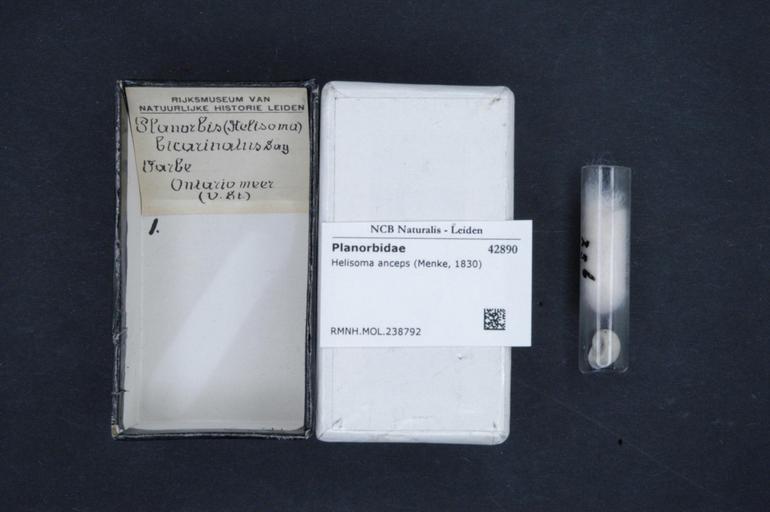 RIJKSMUSEUM VAN
NATUURLIJKE HISTORIE LEIDEN
Planorbis (Helisoma)
bicarinatus Say
Ontario meer
(V. St.)
1.
NCB Naturalis - Leiden
Planorbidae 42890
Helisoma anceps (Menke, 1830)
RMNH.MOL.238792